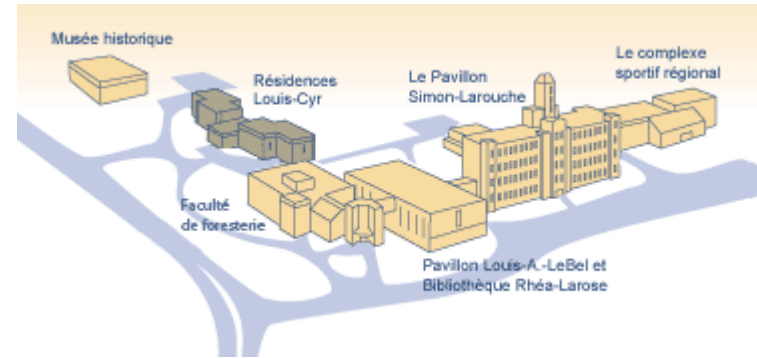 Musée historique
Résidences
Louis-Cyr
Le Pavillon
Simon-Larouche
Le complexe
sportif régional
Faculté
de foresterie
Pavillon Louis-A.-LeBel et
Bibliothèque Rhéa-Larose